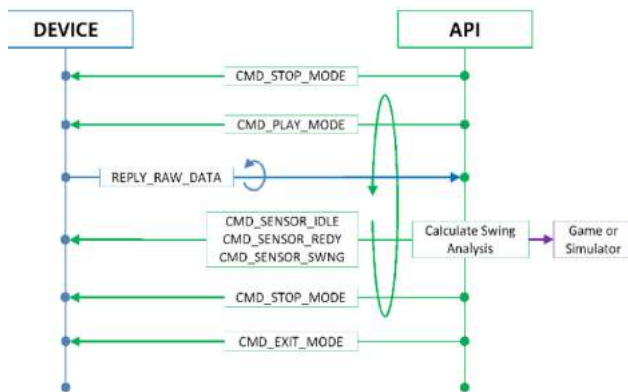 DEVICE
API
CMD_STOP_MODE
CMD_PLAY_MODE
REPLY_RAW_DATA
CMD_SENSOR_IDLE
CMD_SENSOR_REDY
CMD_SENSOR_SWNG
Calculate Swing
Analysis
Game or
Simulator
CMD_STOP_MODE
CMD_EXIT_MODE